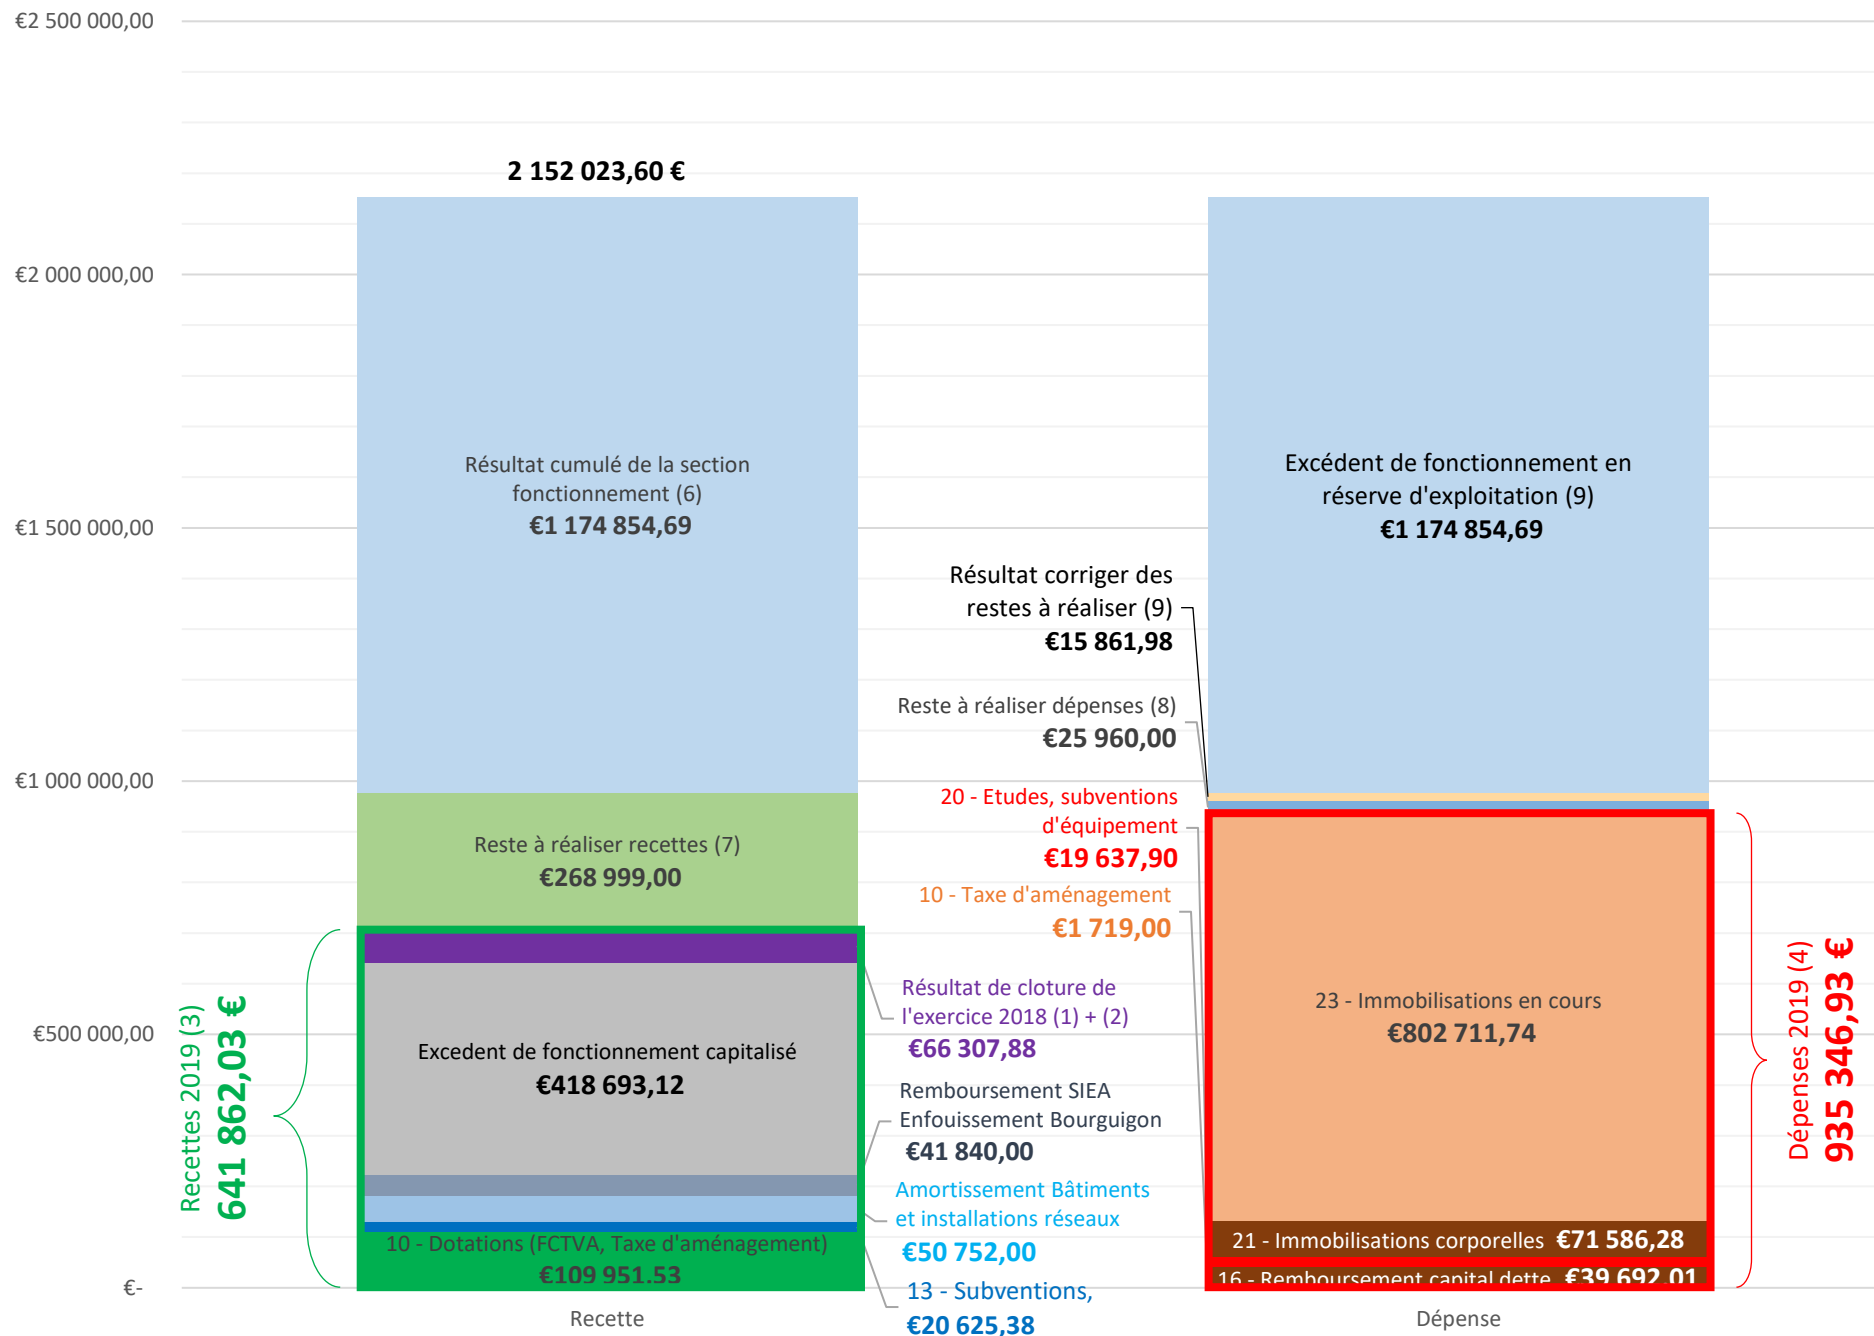 €2 500 000,00
€2 000 000,00
€1 500 000,00
€1 000 000,00
€500 000,00
€-
2 152 023,60 €
Résultat cumulé de la section
fonctionnement (6)
€1 174 854,69
Reste à réaliser recettes (7)
€268 999,00
Excedent de fonctionnement capitalisé
€418 693,12
10 - Dotations (FCTVA, Taxe d'aménagement)
€109 951.53
Recettes 2019 (3)
641 862,03 €
Recette
Résultat corriger des
restes à réaliser (9)
€15 861,98
Reste à réaliser dépenses (8)
€25 960,00
20 - Etudes, subventions
d'équipement
€19 637,90
10 - Taxe d'aménagement
€1 719,00
Résultat de cloture de
l'exercice 2018 (1) + (2)
€66 307,88
Remboursement SIEA
Enfouissement Bourguigon
€41 840,00
Amortissement Bâtiments
et installations réseaux
€50 752,00
13 - Subventions,
€20 625,38
Excédent de fonctionnement en
réserve d'exploitation (9)
€1 174 854,69
23 - Immobilisations en cours
€802 711,74
21 - Immobilisations corporelles €71 586,28
16 - Remboursement capital dette €39 692,01
Dépense
Dépenses 2019 (4)
935 346,93 €